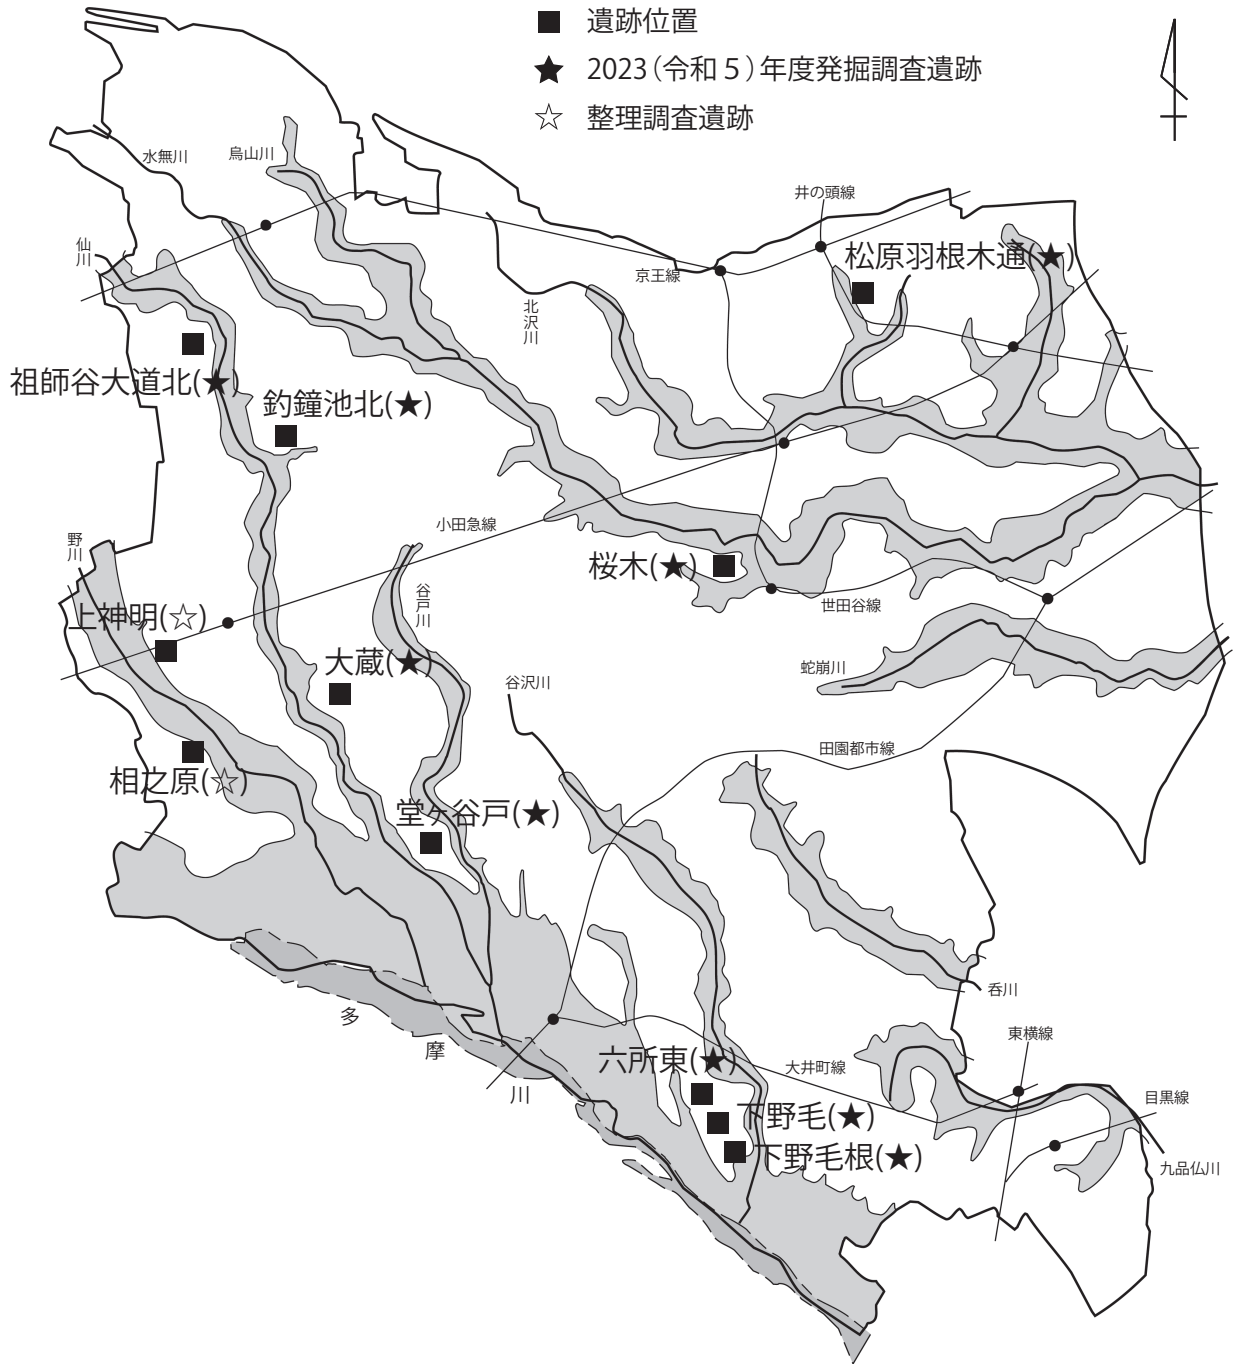 遺跡位置
2023（令和５）年度発掘調査遺跡
整理調査遺跡
水無川
烏山川
井の頭線
仙川
京王線
松原羽根木通(★)
北沢川
祖師谷大道北(★)
釣鐘池北(★)
小田急線
野川
桜木(★)
谷戸川
世田谷線
上神明(☆)
大蔵(★)
蛇崩川
谷沢川
田園都市線
相之原(☆)
堂ヶ谷戸(★)
呑川
多摩川
東横線
六所東(★)
大井町線
目黒線
下野毛(★)
下野毛根(★)
九品仏川